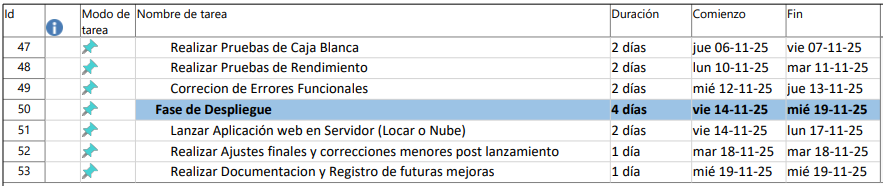 Id Modo de tarea Nombre de tarea Duración Comienzo Fin
47 Realizar Pruebas de Caja Blanca 2 días jue 06-11-25 vie 07-11-25
48 Realizar Pruebas de Rendimiento 2 días lun 10-11-25 mar 11-11-25
49 Correcion de Errores Funcionales 2 días mié 12-11-25 jue 13-11-25
50 Fase de Despliegue 4 días vie 14-11-25 mié 19-11-25
51 Lanzar Aplicación web en Servidor (Locar o Nube) 2 días vie 14-11-25 lun 17-11-25
52 Realizar Ajustes finales y correcciones menores post lanzamiento 1 día mar 18-11-25 mar 18-11-25
53 Realizar Documentacion y Registro de futuras mejoras 1 día mié 19-11-25 mié 19-11-25